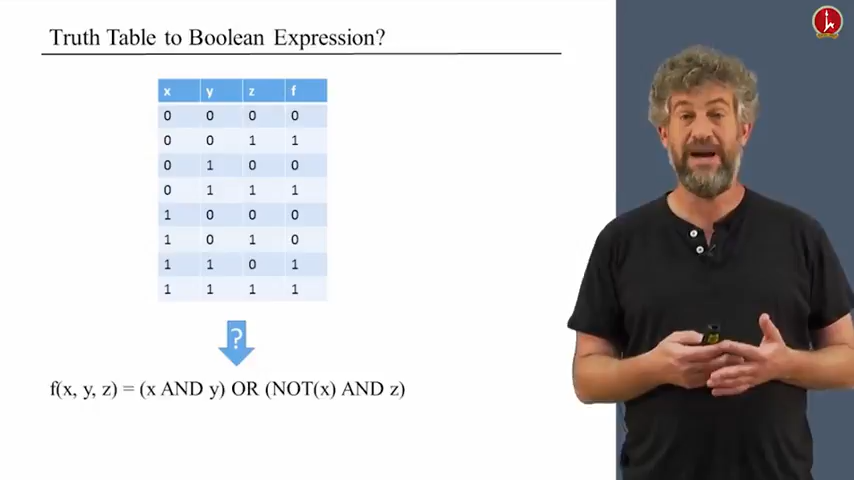 Truth Table to Boolean Expression?
x y z f
0 0 0 0
0 0 1 1
0 1 0 0
0 1 1 1
1 0 0 0
1 0 1 0
1 1 0 1
1 1 1 1
?
f(x, y, z) = (x AND y) OR (NOT(x) AND z)